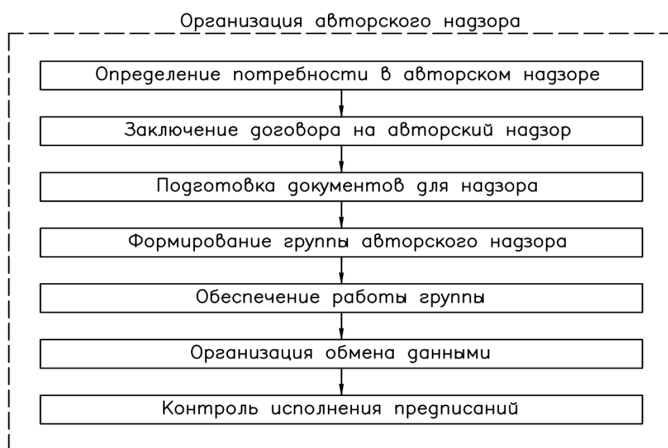 Организация авторского надзора
Определение потребности в авторском надзоре
Заключение договора на авторский надзор
Подготовка документов для надзора
Формирование группы авторского надзора
Обеспечение работы группы
Организация обмена данными
Контроль исполнения предписаний